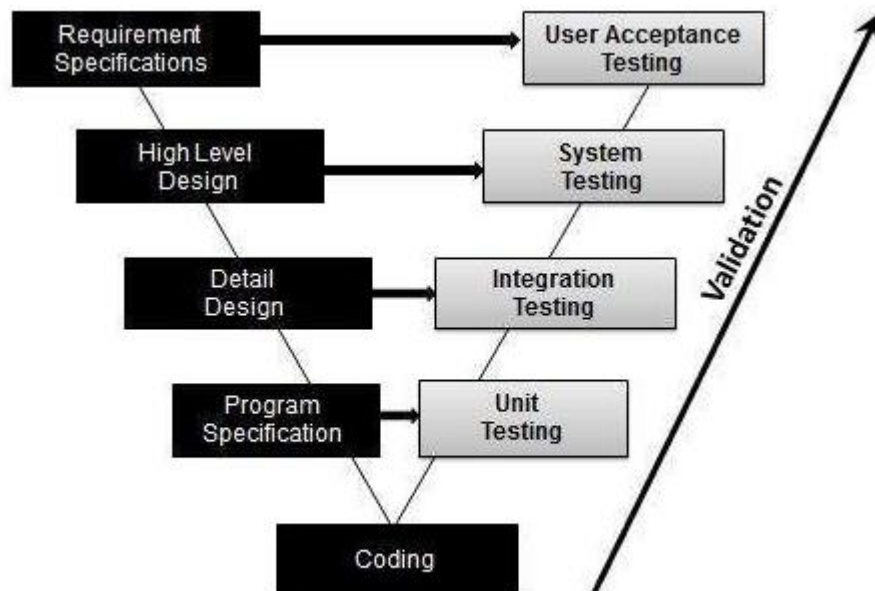 Requirement
Specifications
User Acceptance
Testing
High Level
Design
System
Testing
Detail
Design
Integration
Testing
Program
Specification
Unit
Testing
Coding
Validation